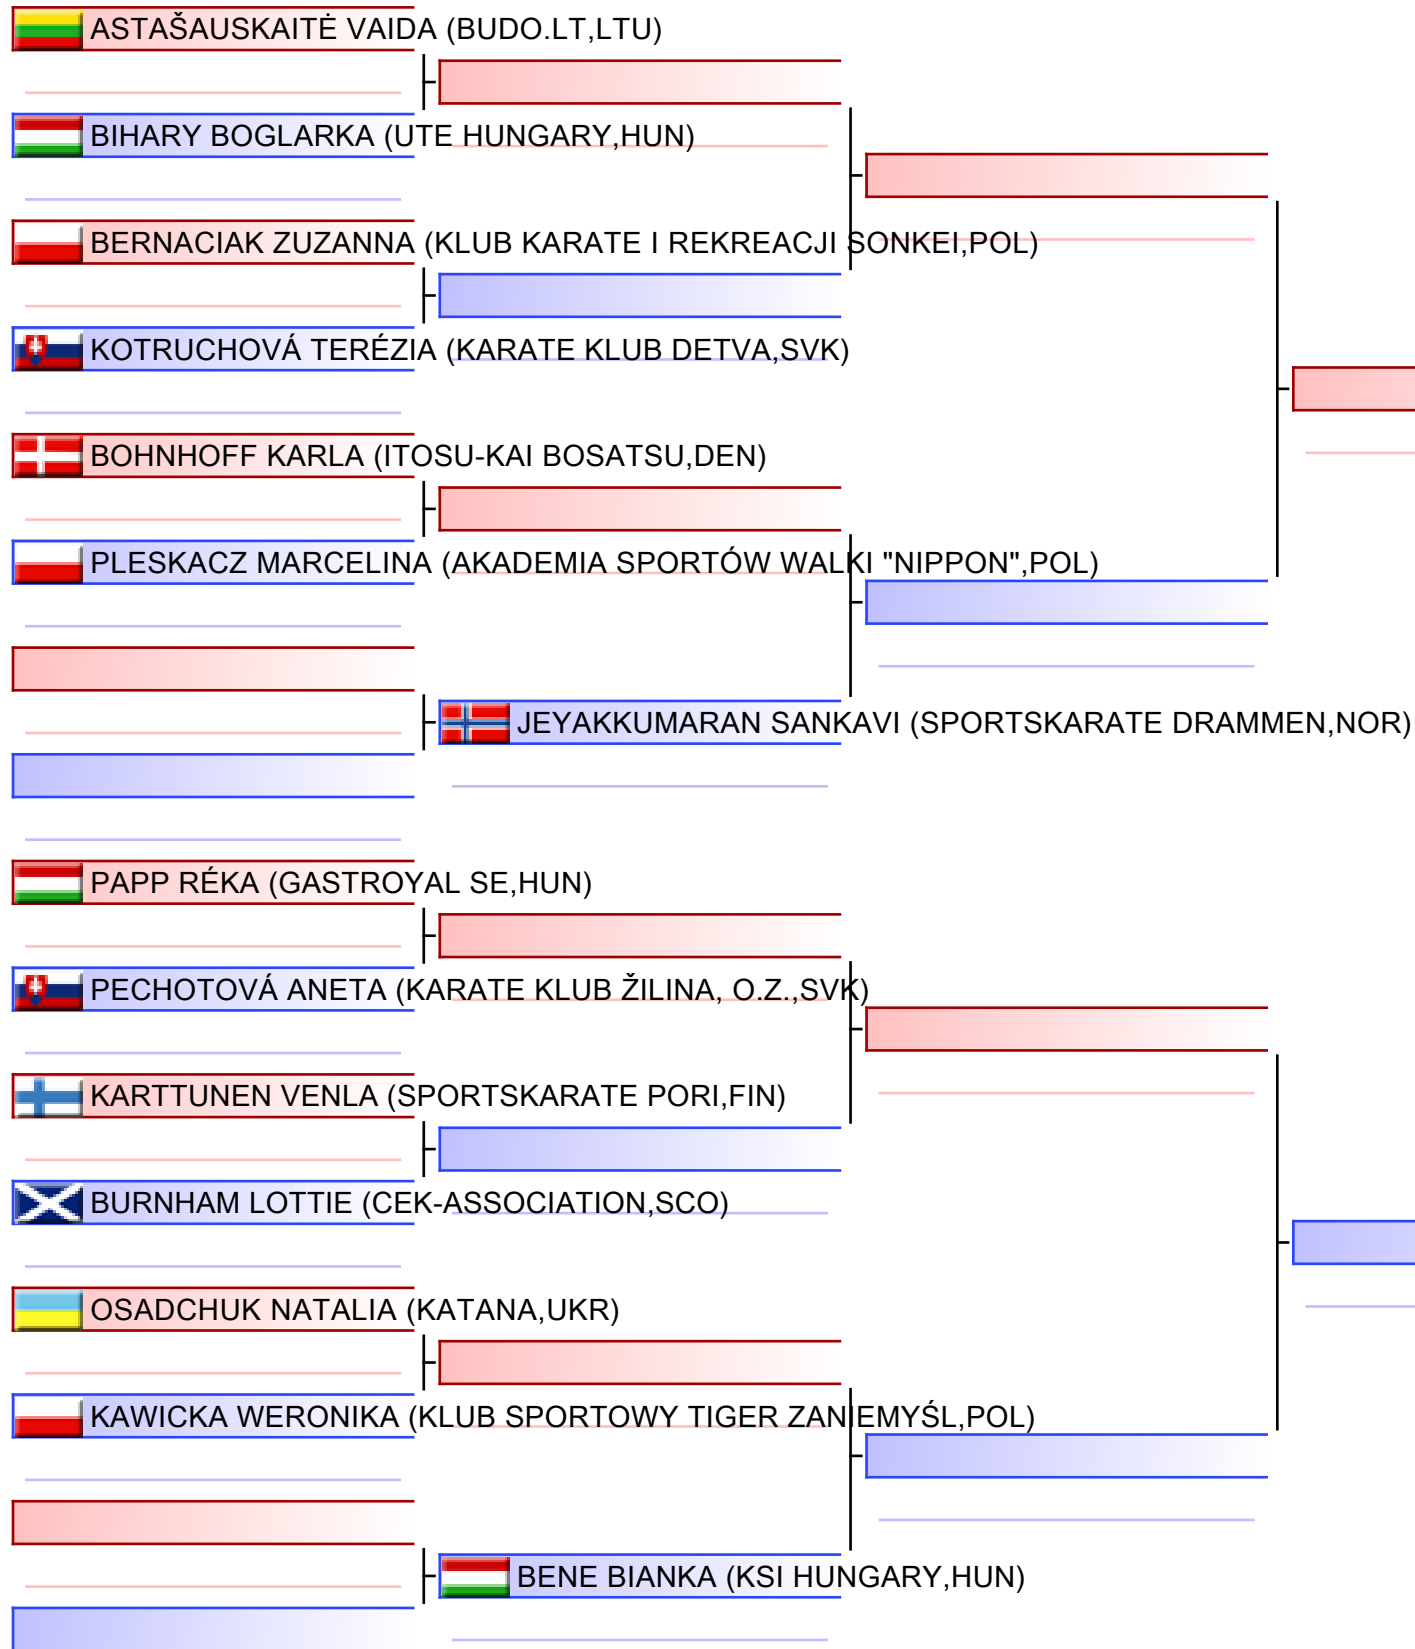 ASTAŠAUSKAITĖ VAIDA (BUDO.LT,LTU)
BIHARY BOGLARKA (UTE HUNGARY,HUN)
BERNACIAK ZUZANNA (KLUB KARATE I REKREACJI SONKEI,POL)
KOTRUCHOVÁ TERÉZIA (KARATE KLUB DETVA,SVK)
BOHNHOFF KARLA (ITOSU-KAI BOSATSU,DEN)
PLESKACZ MARCELINA (AKADEMIA SPORTÓW WALKI "NIPPON",POL)
JEYAKKUMARAN SANKAVI (SPORTSKARATE DRAMMEN,NOR)
PAPP RÉKA (GASTROYAL SE,HUN)
PECHOTOVÁ ANETA (KARATE KLUB ŽILINA, O.Z.,SVK)
KARTTUNEN VENLA (SPORTSKARATE PORI,FIN)
BURNHAM LOTTIE (CEK-ASSOCIATION,SCO)
OSADCHUK NATALIA (KATANA,UKR)
KAWICKA WERONIKA (KLUB SPORTOWY TIGER ZANIEMYŚL,POL)
BENE BIANKA (KSI HUNGARY,HUN)